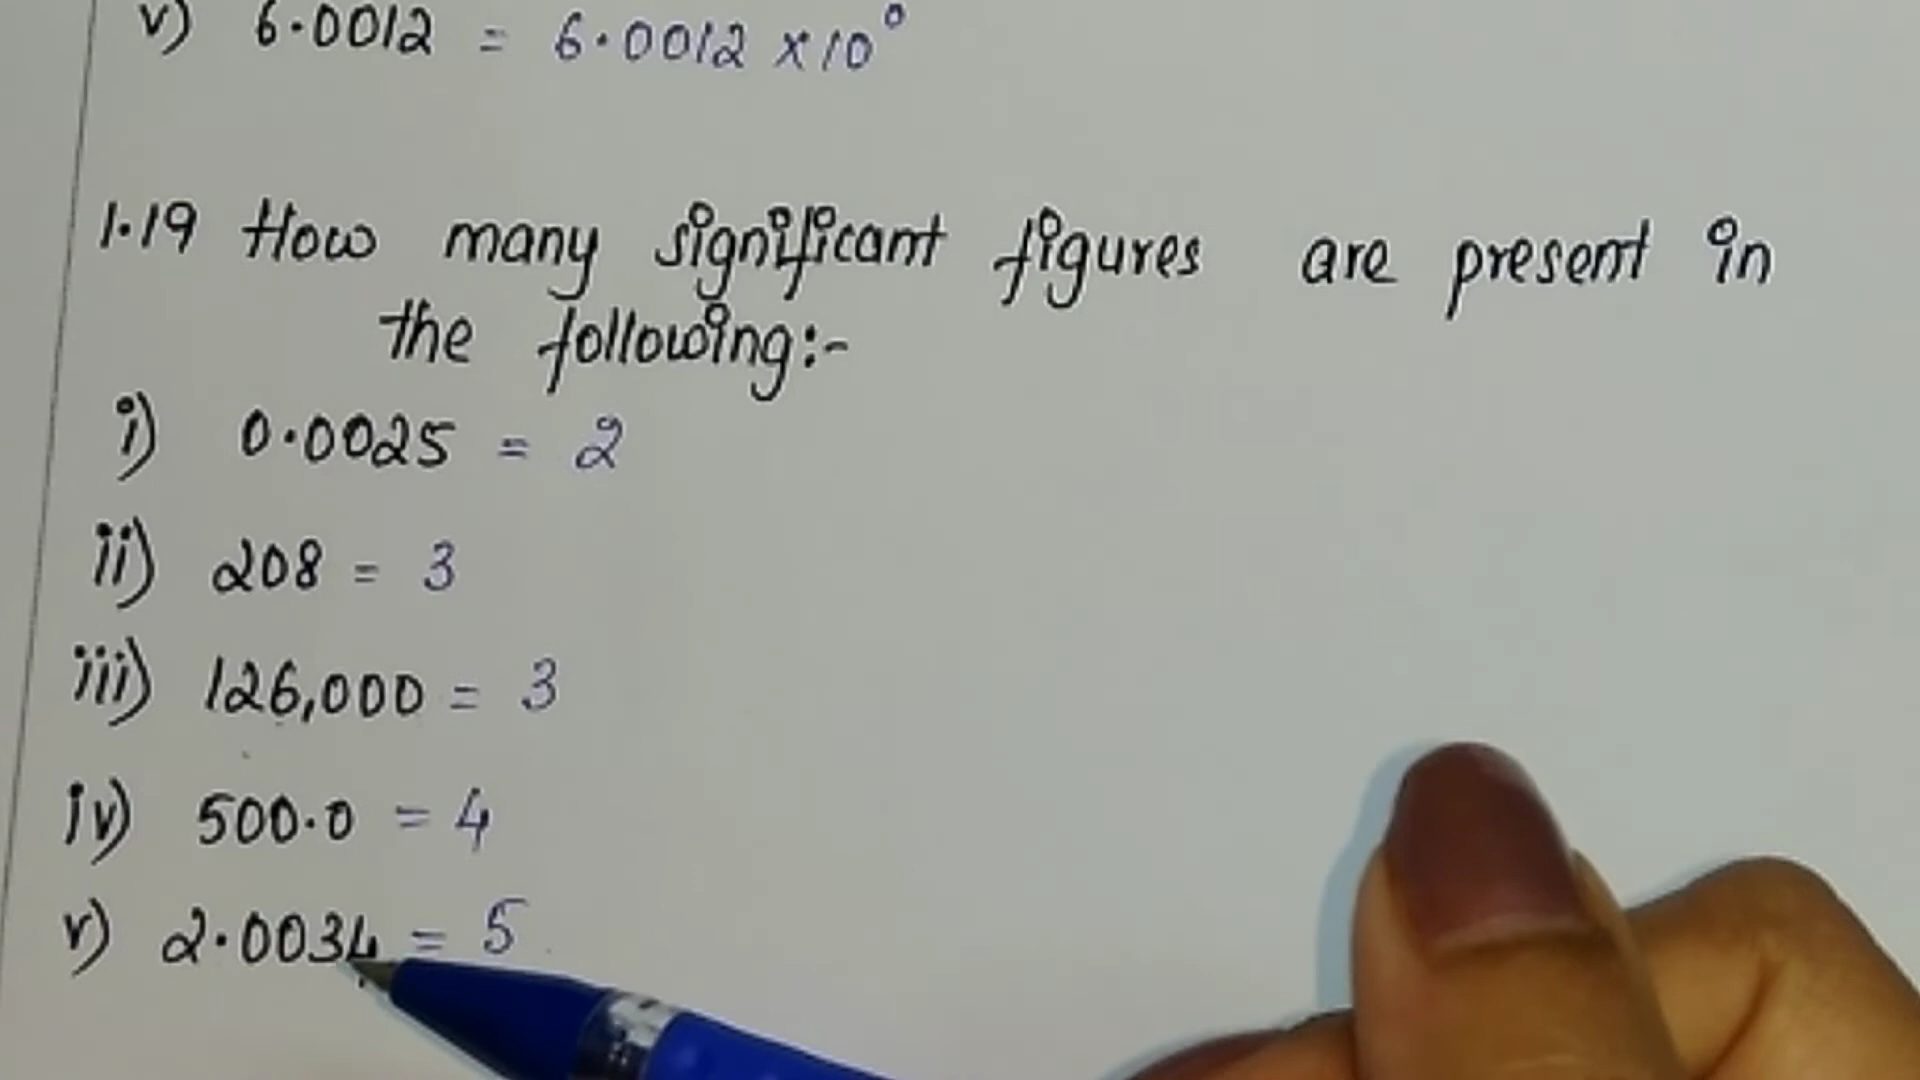 v) 6.0012 = 6.0012 × 10⁰
1.19 How many significant figures are present in
the following:-
i) 0.0025 = 2
ii) 208 = 3
iii) 126,000 = 3
iv) 500.0 = 4
v) 2.0034 = 5